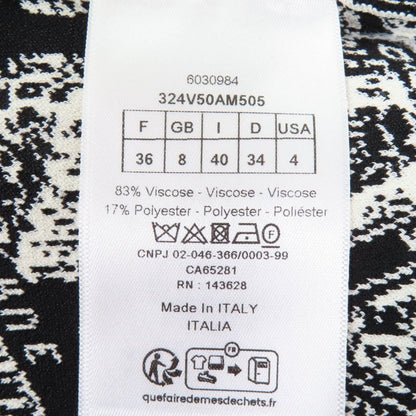 6030984
324V50AM505
F GB I D USA
36 8 40 34 4
83% Viscose - Viscose - Viscose
17% Polyester - Polyester - Poliéster
F
CNPJ 02-046-366/0003-99
CA65281
RN : 143628
Made In ITALY
ITALIA
FR
quefairedemesdechets.fr